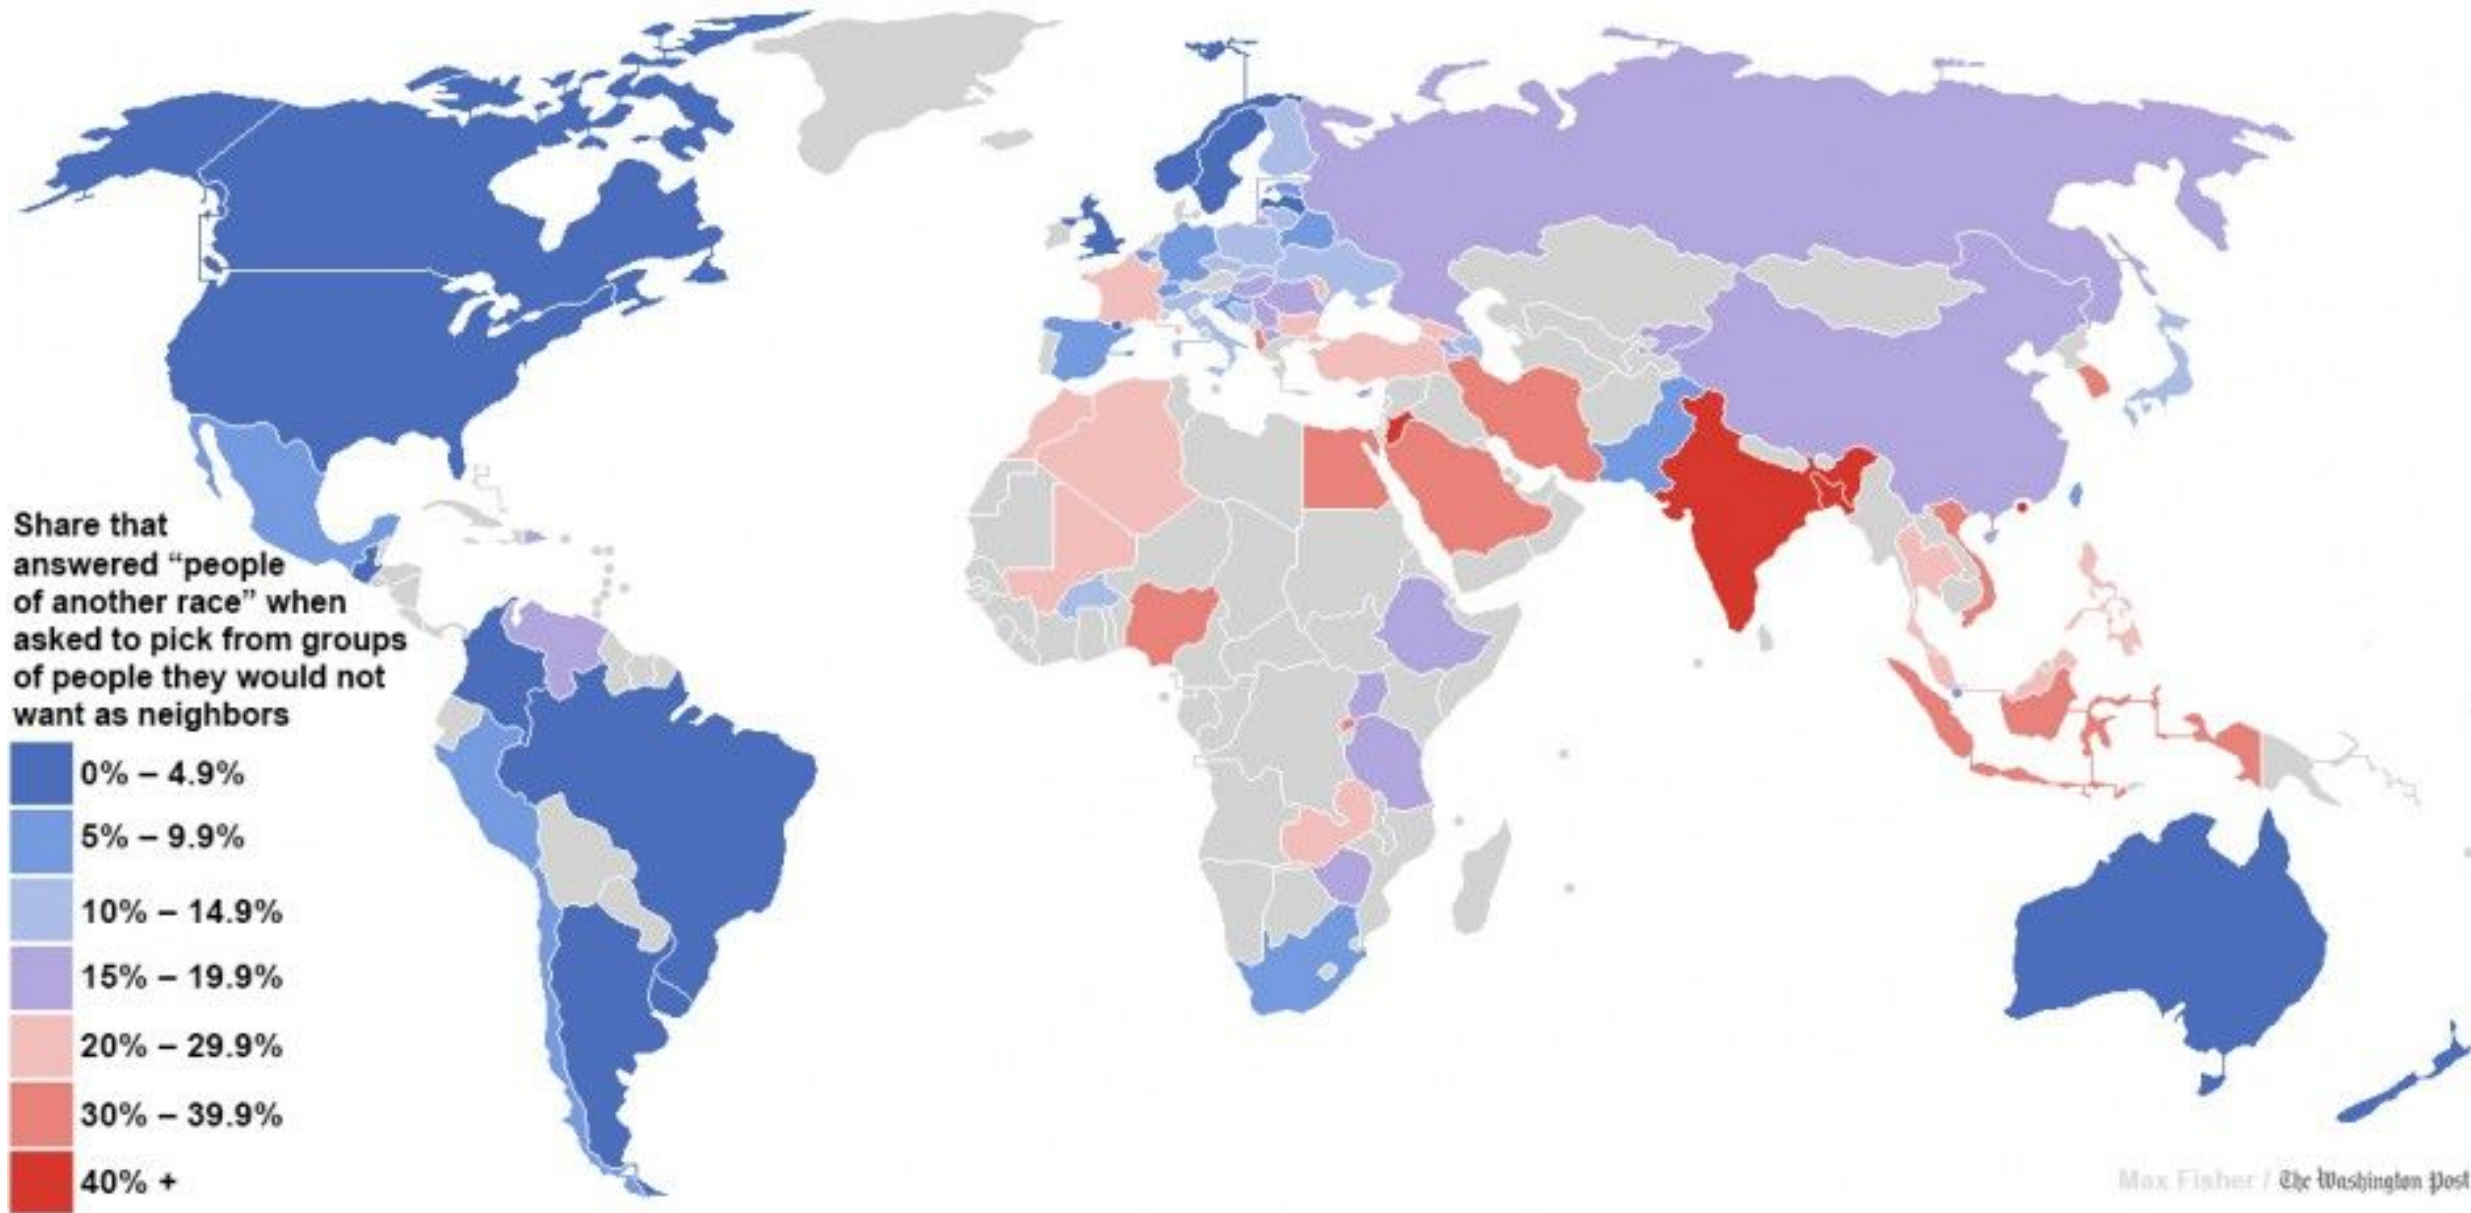 Share that
answered “people
of another race” when
asked to pick from groups
of people they would not
want as neighbors
0% – 4.9%
5% – 9.9%
10% – 14.9%
15% – 19.9%
20% – 29.9%
30% – 39.9%
40% +
Max Fisher / The Washington Post